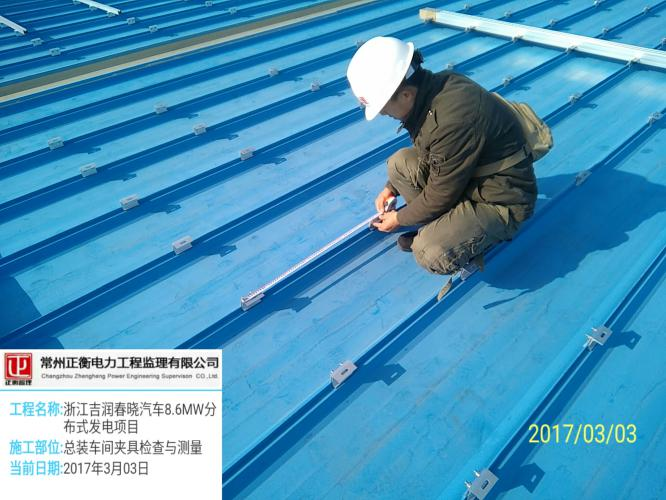 正衡监理
常州正衡电力工程监理有限公司
Changzhou Zhengheng Power Engineering Supervison CO.,Ltd.
工程名称:浙江吉润春晓汽车8.6MW分
布式发电项目
施工部位:总装车间夹具检查与测量
当前日期:2017年3月03日
2017/03/03